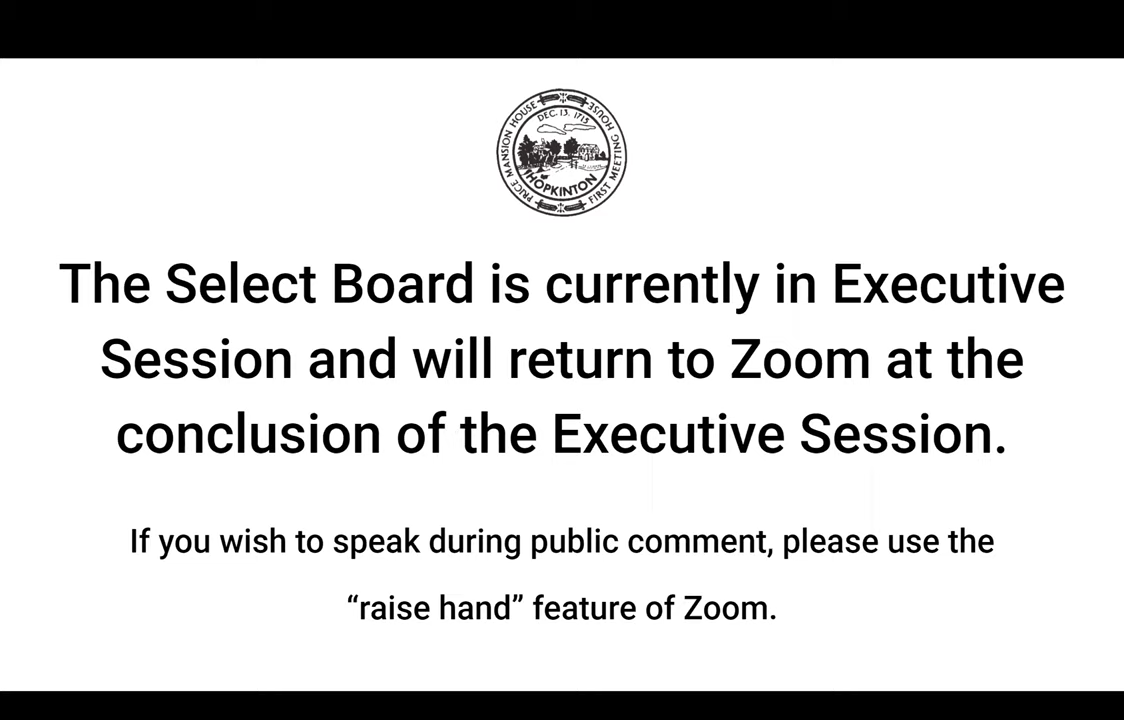 PRICE MANSION HOUSE
FIRST MEETING HOUSE
DEC. 13, 1715
HOPKINTON
The Select Board is currently in Executive
Session and will return to Zoom at the
conclusion of the Executive Session.
If you wish to speak during public comment, please use the
“raise hand” feature of Zoom.